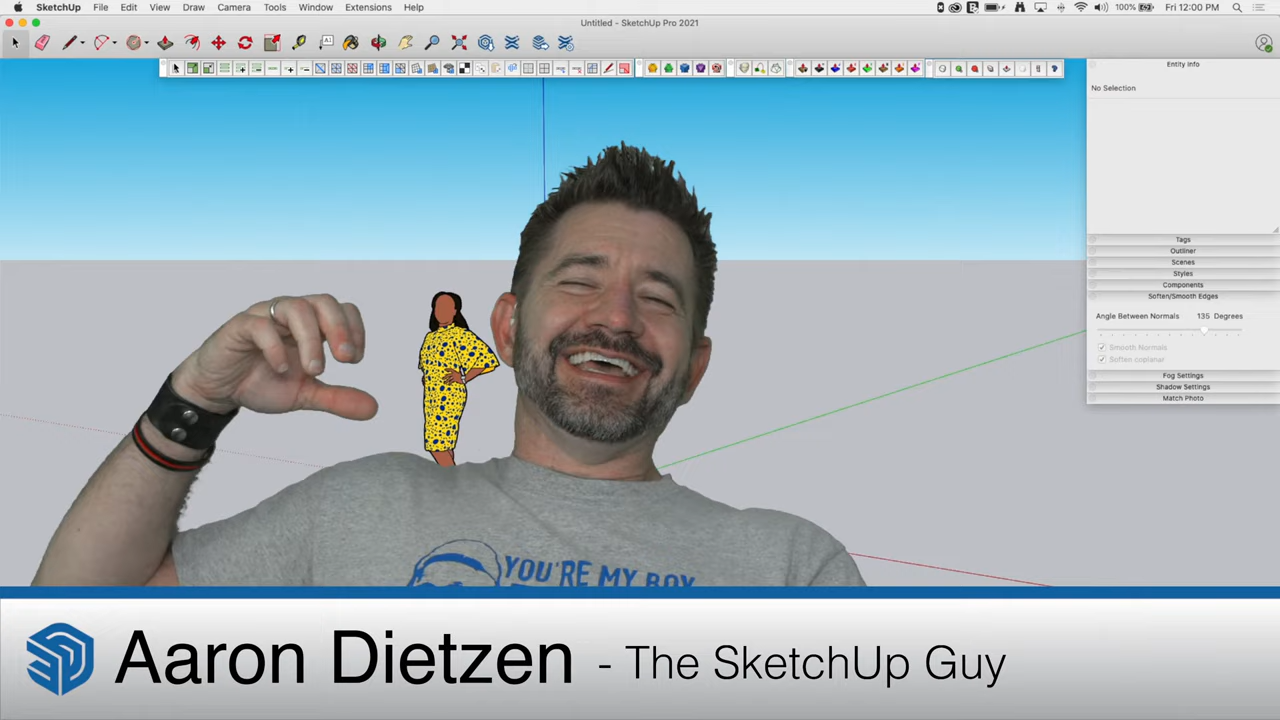 SketchUp File Edit View Draw Camera Tools Window Extensions Help 100% Fri 12:00 PM
Untitled - SketchUp Pro 2021
Entity Info
No Selection
Tags
Outliner
Scenes
Styles
Components
Soften/Smooth Edges
Angle Between Normals 135 Degrees
Smooth Normals
Soften coplanar
Fog Settings
Shadow Settings
Match Photo
YOU'RE MY BOY
Aaron Dietzen - The SketchUp Guy